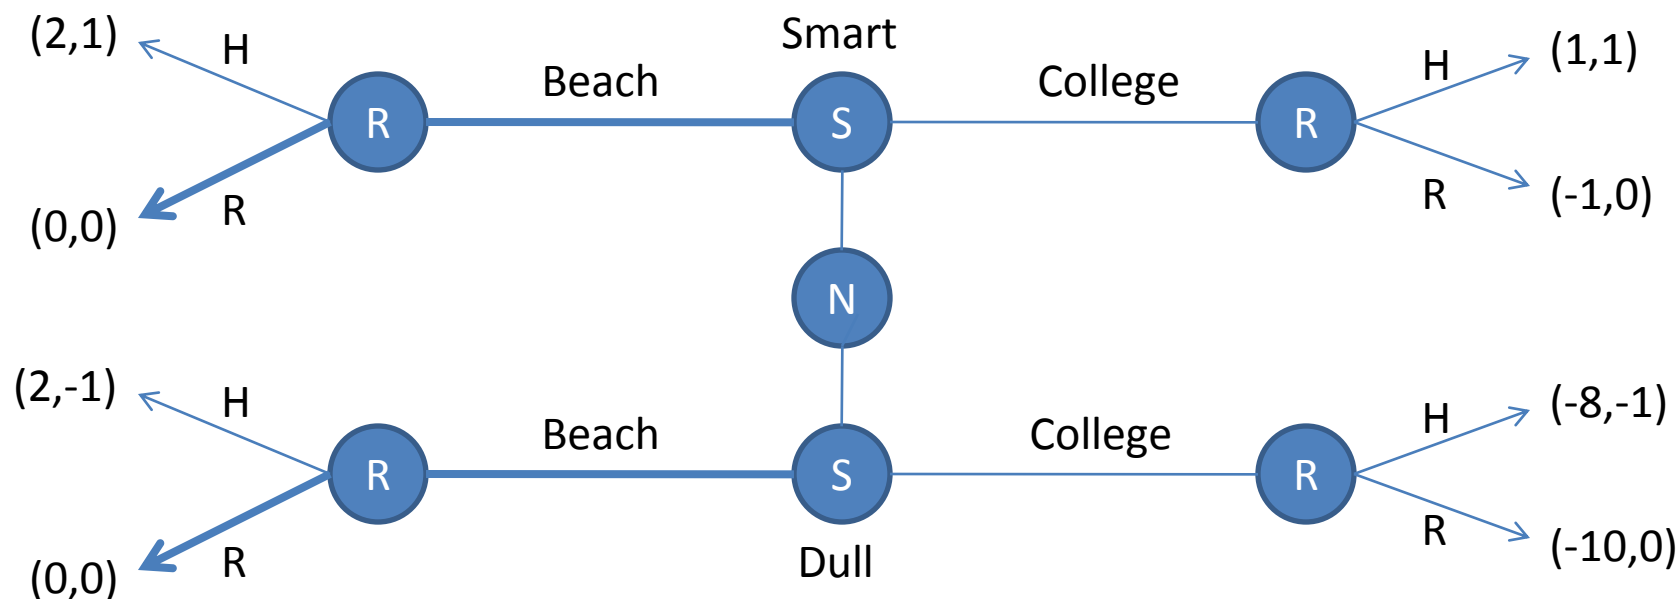 (2,1) H Beach Smart College H (1,1)
R S R
(0,0) R R (-1,0)
N
(2,-1) H Beach College H (-8,-1)
R S R
(0,0) R Dull R (-10,0)